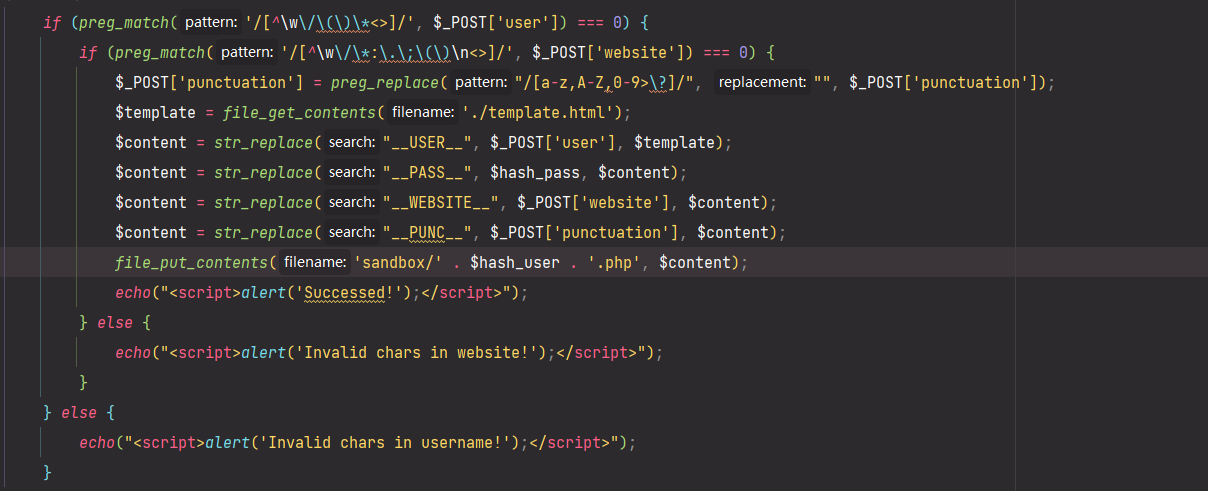 if (preg_match( pattern: '/[^\w\/\(\)\*<>]/', $_POST['user']) === 0) {
if (preg_match( pattern: '/[^\w\/\*:\.\;\(\)\n<>]/', $_POST['website']) === 0) {
$_POST['punctuation'] = preg_replace( pattern: "/[a-z,A-Z,0-9>\?]/", replacement: "", $_POST['punctuation']);
$template = file_get_contents( filename: './template.html');
$content = str_replace( search: "__USER__", $_POST['user'], $template);
$content = str_replace( search: "__PASS__", $hash_pass, $content);
$content = str_replace( search: "__WEBSITE__", $_POST['website'], $content);
$content = str_replace( search: "__PUNC__", $_POST['punctuation'], $content);
file_put_contents( filename: 'sandbox/' . $hash_user . '.php', $content);
echo("<script>alert('Successed!');</script>");
} else {
echo("<script>alert('Invalid chars in website!');</script>");
}
} else {
echo("<script>alert('Invalid chars in username!');</script>");
}